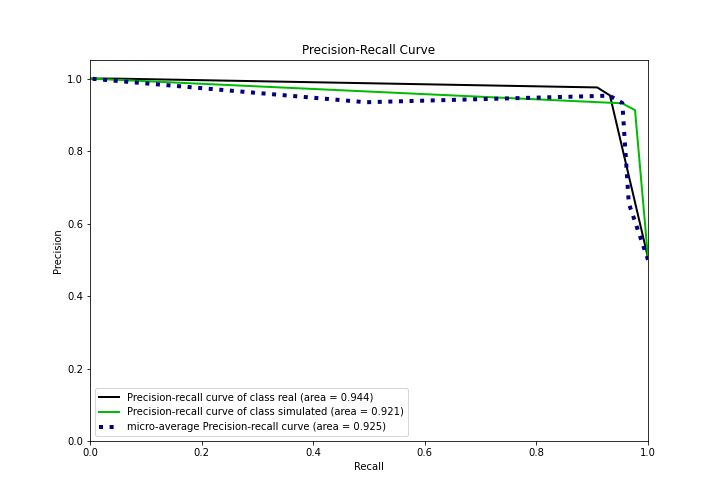 Precision-Recall Curve
1.0
0.8
0.6
0.4
0.2
0.0
Precision
Precision-recall curve of class real (area = 0.944)
Precision-recall curve of class simulated (area = 0.921)
micro-average Precision-recall curve (area = 0.925)
0.0 0.2 0.4 0.6 0.8 1.0
Recall